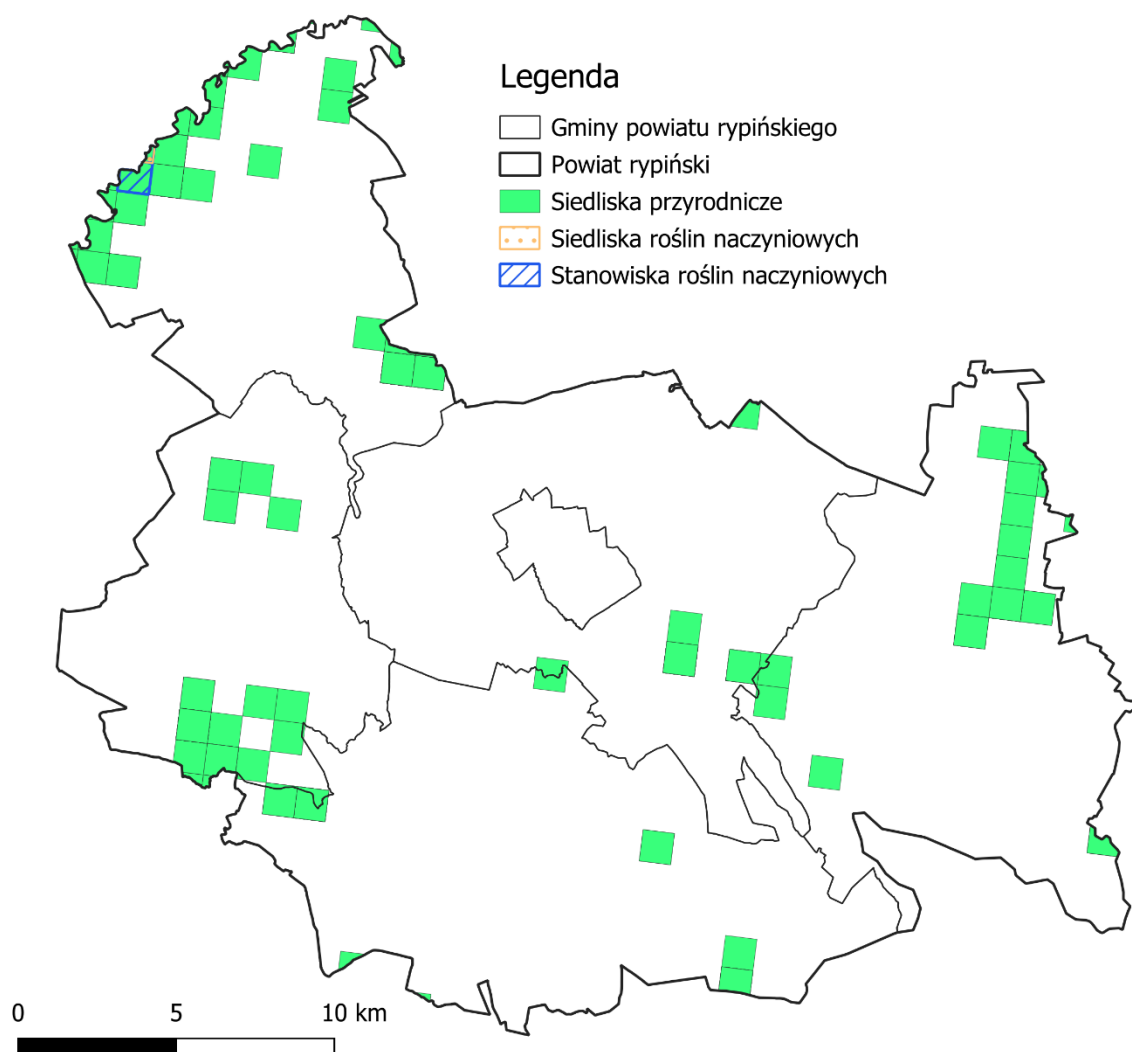 Legenda
Gminy powiatu rypińskiego
Powiat rypiński
Siedliska przyrodnicze
Siedliska roślin naczyniowych
Stanowiska roślin naczyniowych
0 5 10 km